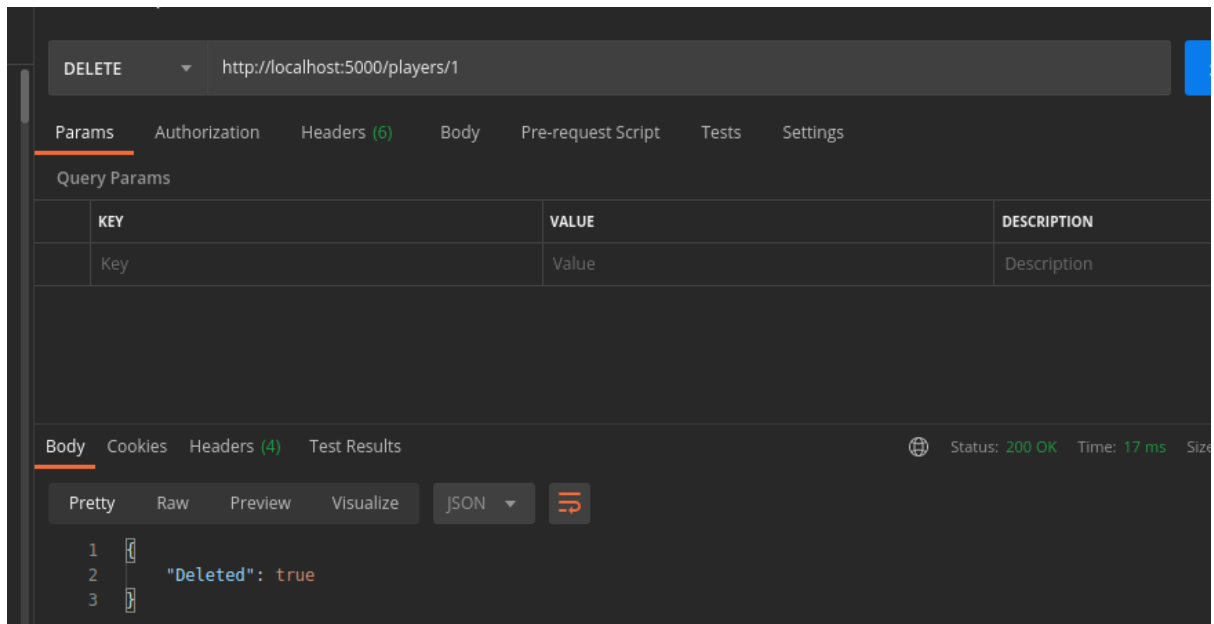 DELETE http://localhost:5000/players/1
Params Authorization Headers (6) Body Pre-request Script Tests Settings
Query Params
KEY VALUE DESCRIPTION
Key Value Description
Body Cookies Headers (4) Test Results Status: 200 OK Time: 17 ms Size
Pretty Raw Preview Visualize JSON
1 {
2 "Deleted": true
3 }